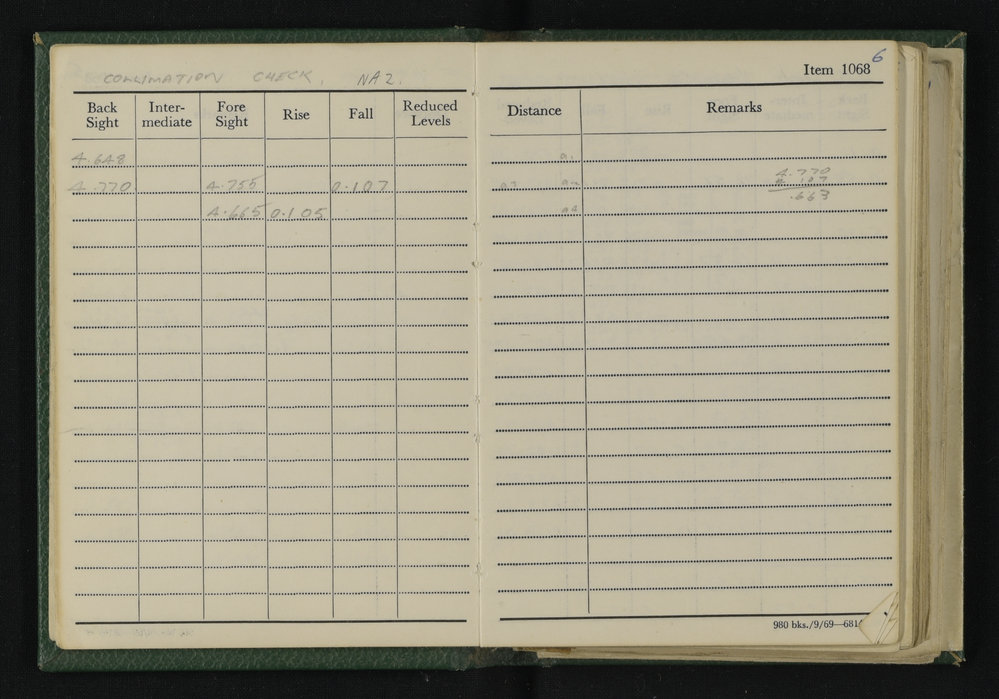 COLLIMATION CHECK. NA2.
Back Sight Inter-mediate Fore Sight Rise Fall Reduced Levels
4.648
4.770 4.755 0.107
4.665 0.105
6
Item 1068
Distance Remarks
4.770
.107
.663
980 bks./9/69—681